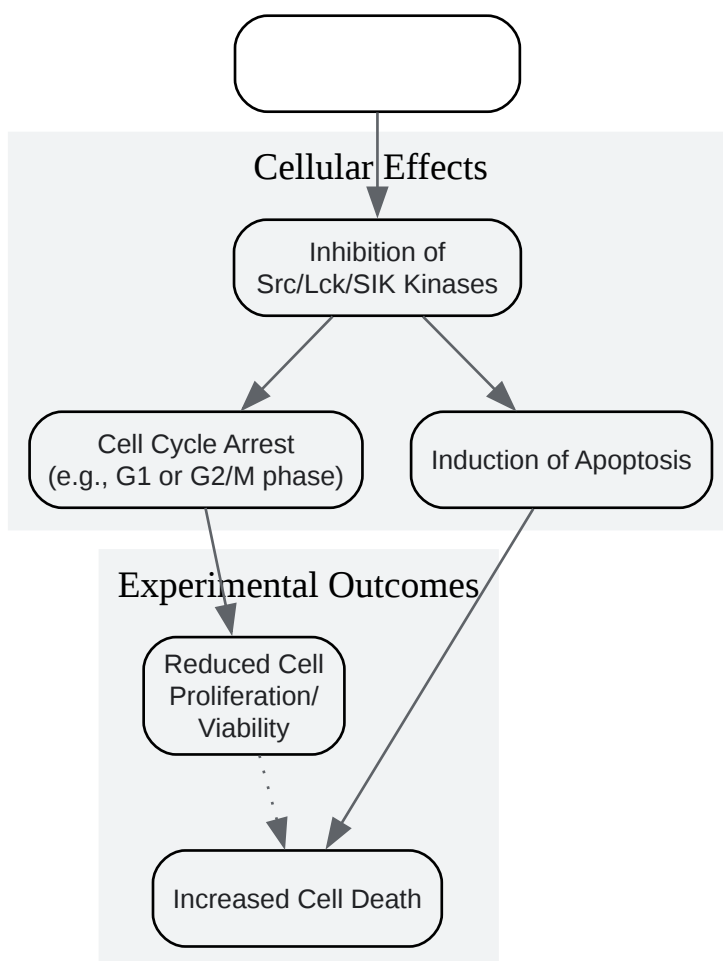 Cellular Effects
Inhibition of
Src/Lck/SIK Kinases
Cell Cycle Arrest
(e.g., G1 or G2/M phase)
Induction of Apoptosis
Experimental Outcomes
Reduced Cell
Proliferation/
Viability
Increased Cell Death